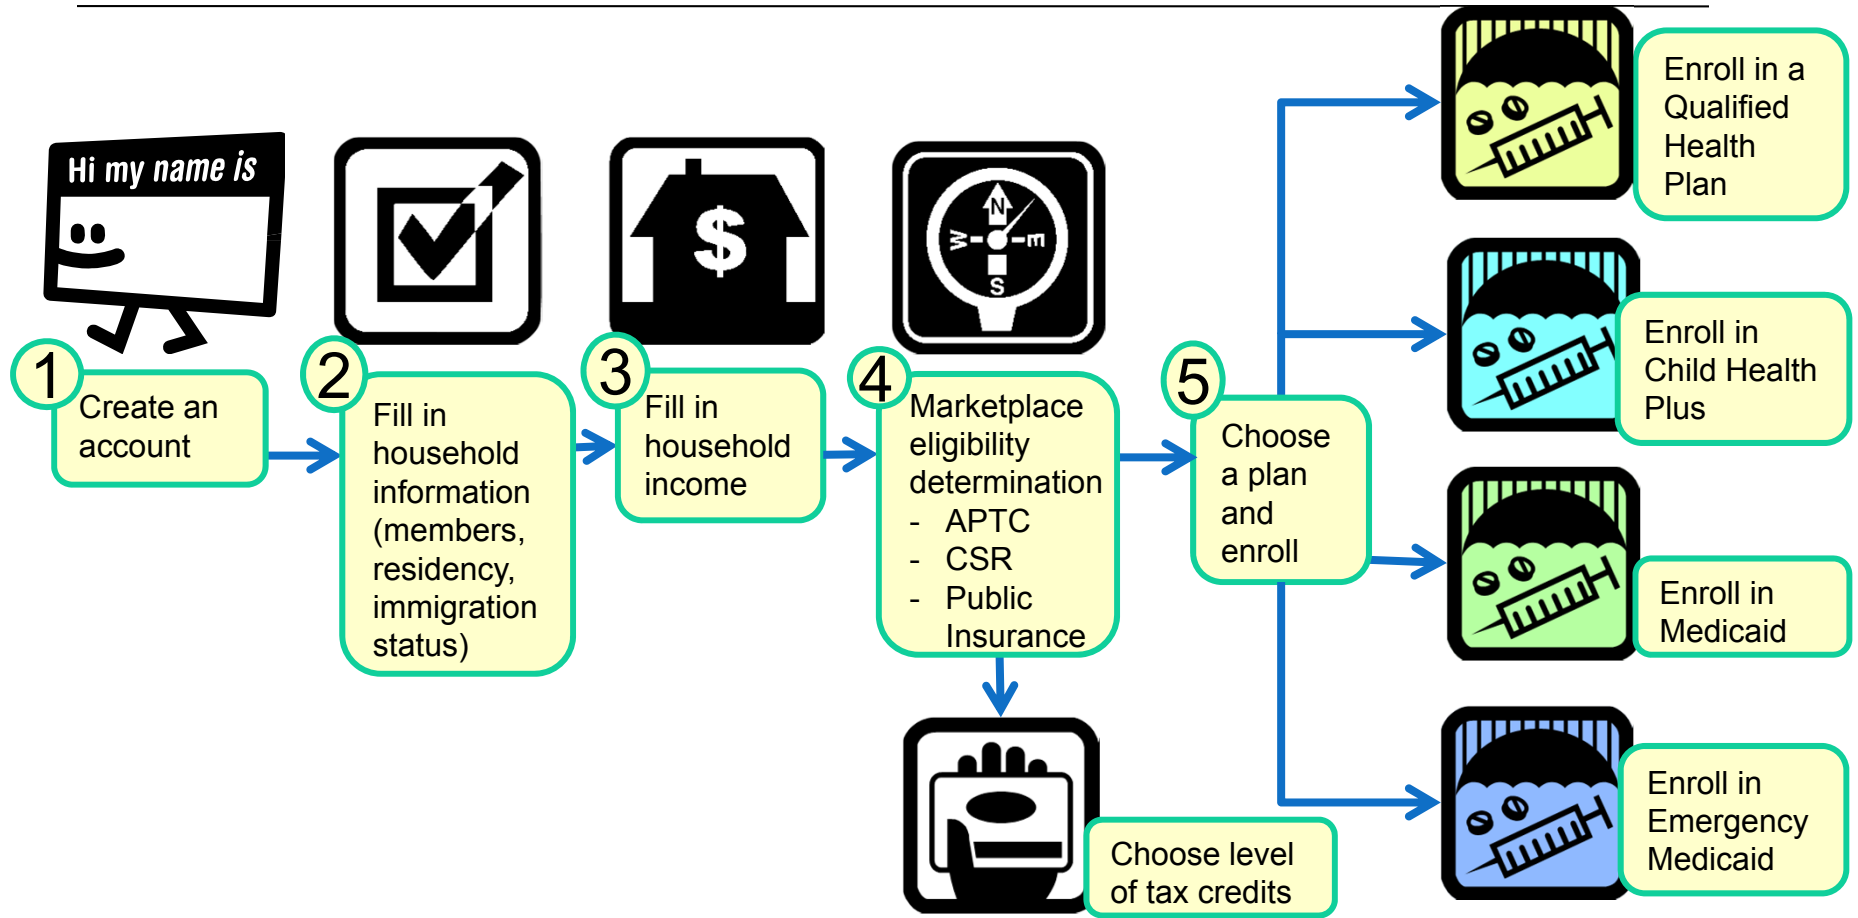 Hi my name is
1
Create an
account
2
Fill in
household
information
(members,
residency,
immigration
status)
3
Fill in
household
income
$
N
W
E
S
4
Marketplace
eligibility
determination
- APTC
- CSR
- Public
Insurance
Choose level
of tax credits
5
Choose
a plan
and
enroll
Enroll in a
Qualified
Health
Plan
Enroll in
Child Health
Plus
Enroll in
Medicaid
Enroll in
Emergency
Medicaid